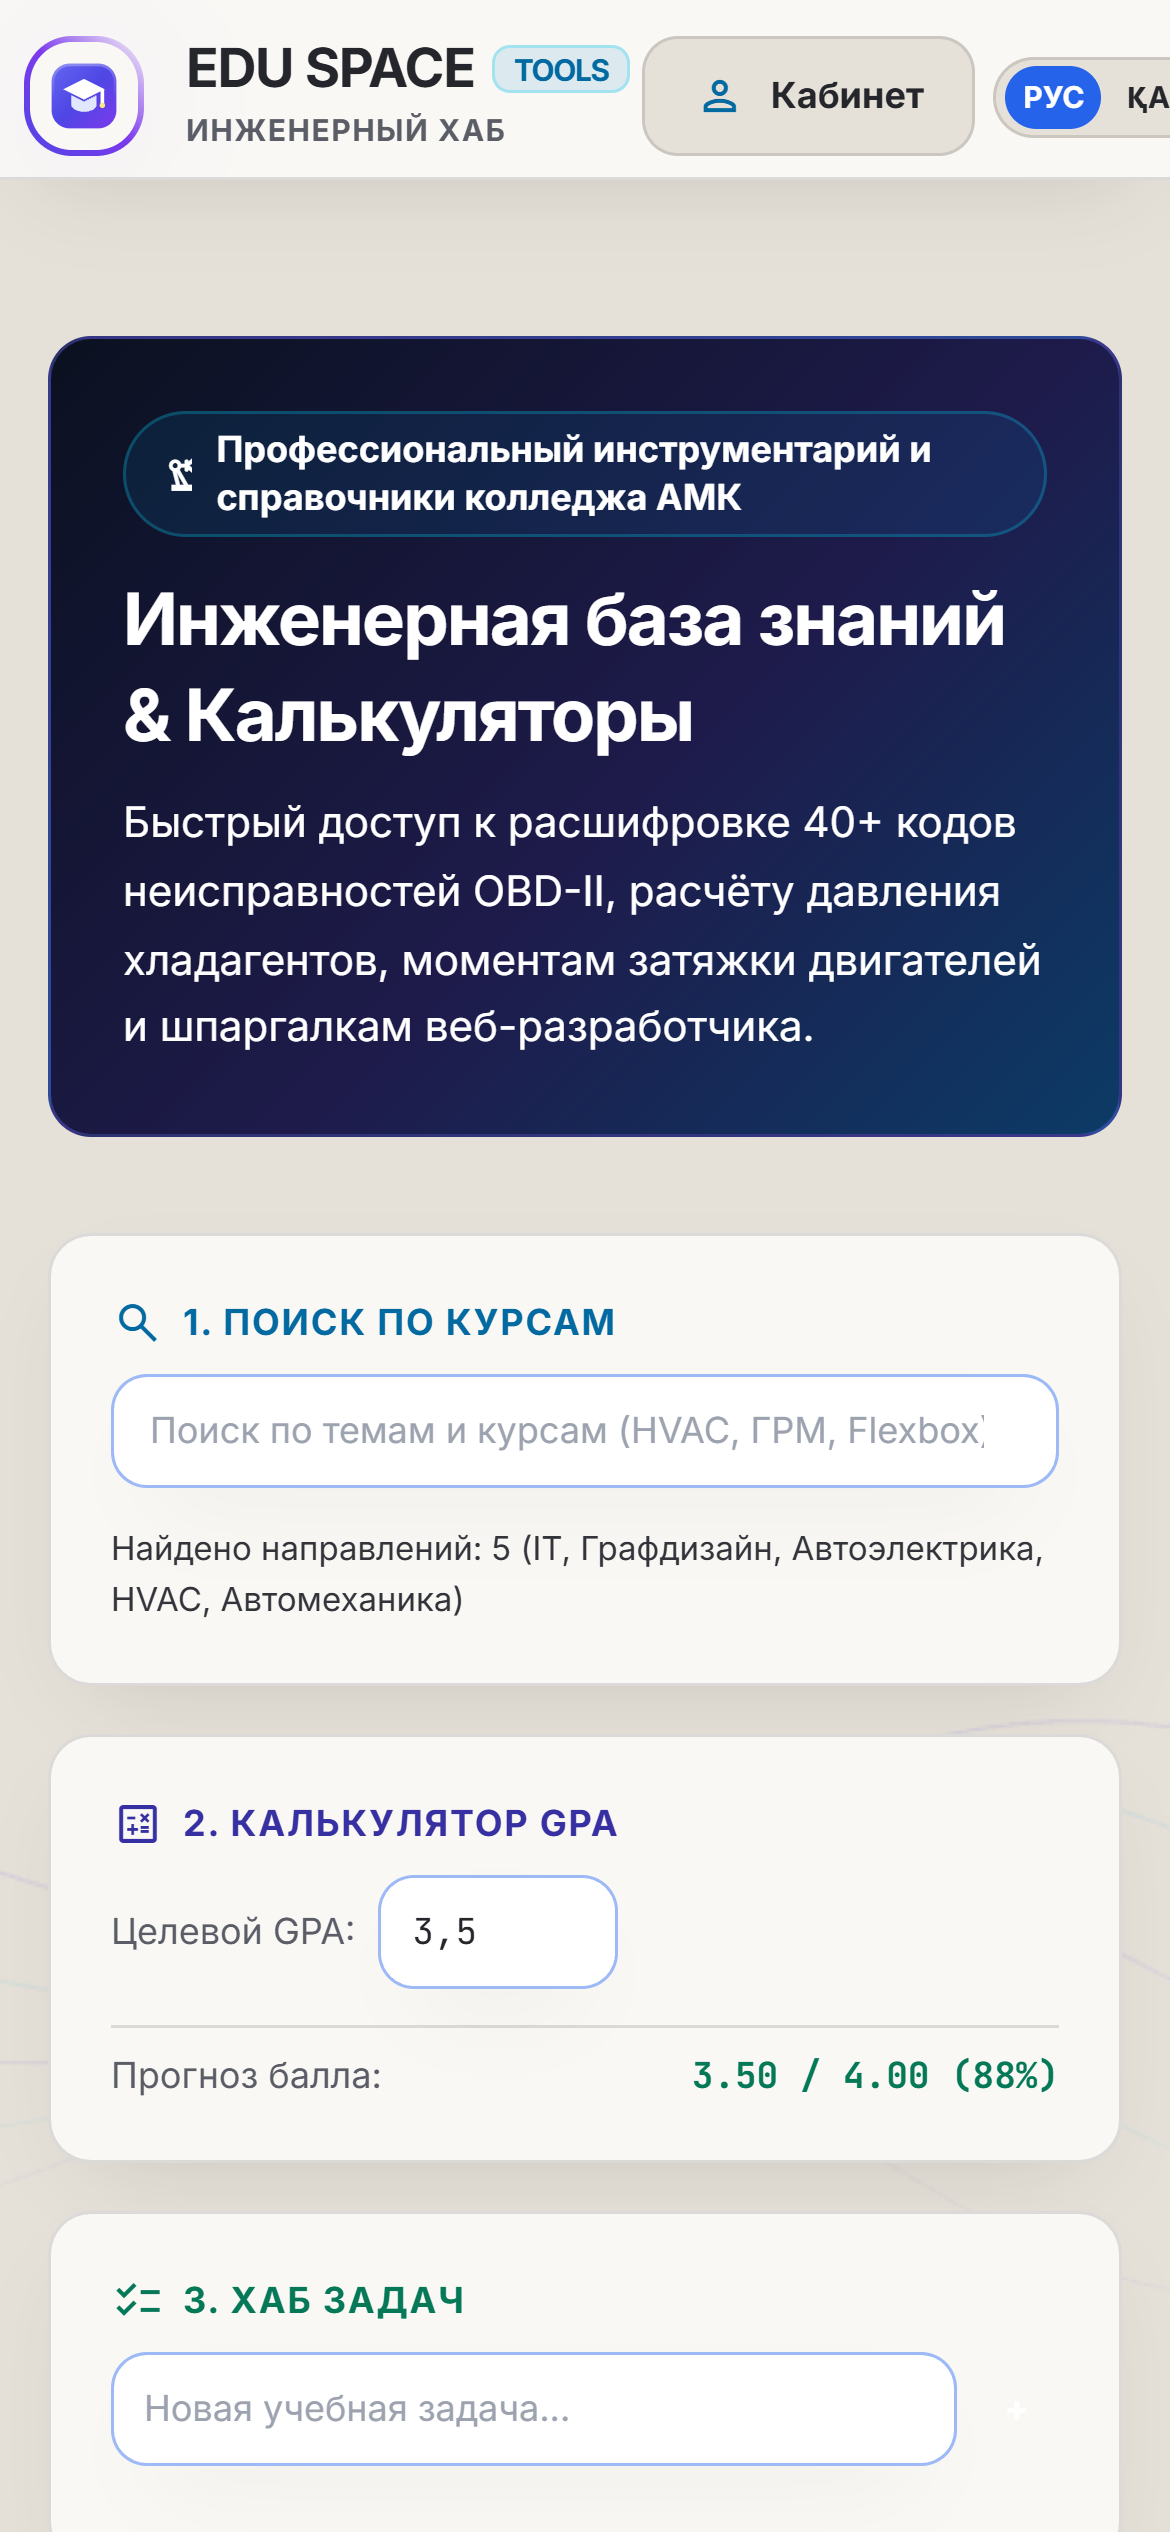 EDU SPACE TOOLS
ИНЖЕНЕРНЫЙ ХАБ
Кабинет
РУС ҚА
Профессиональный инструментарий и
справочники колледжа АМК
Инженерная база знаний
& Калькуляторы
Быстрый доступ к расшифровке 40+ кодов
неисправностей OBD-II, расчёту давления
хладагентов, моментам затяжки двигателей
и шпаргалкам веб-разработчика.
1. ПОИСК ПО КУРСАМ
Поиск по темам и курсам (HVAC, ГРМ, Flexbox)
Найдено направлений: 5 (IT, Графдизайн, Автоэлектрика,
HVAC, Автомеханика)
2. КАЛЬКУЛЯТОР GPA
Целевой GPA: 3,5
Прогноз балла: 3.50 / 4.00 (88%)
3. ХАБ ЗАДАЧ
Новая учебная задача...
+